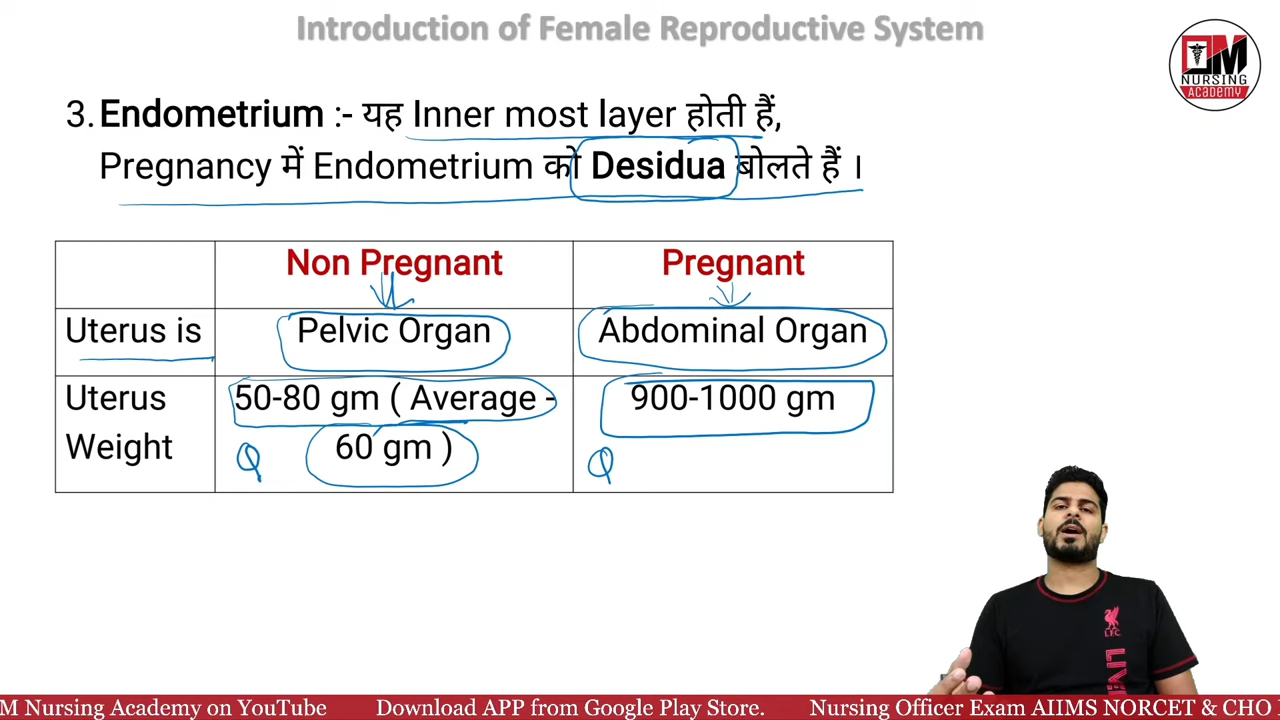 Introduction of Female Reproductive System
DM
NURSING
ACADEMY
3. Endometrium :- यह Inner most layer होती हैं,
Pregnancy में Endometrium को Desidua बोलते हैं ।
Non Pregnant Pregnant
Uterus is Pelvic Organ Abdominal Organ
Uterus 50-80 gm ( Average - 900-1000 gm
Weight 60 gm )
Q Q
L.F.C.
LIVE
M Nursing Academy on YouTube Download APP from Google Play Store. Nursing Officer Exam AIIMS NORCET & CHO